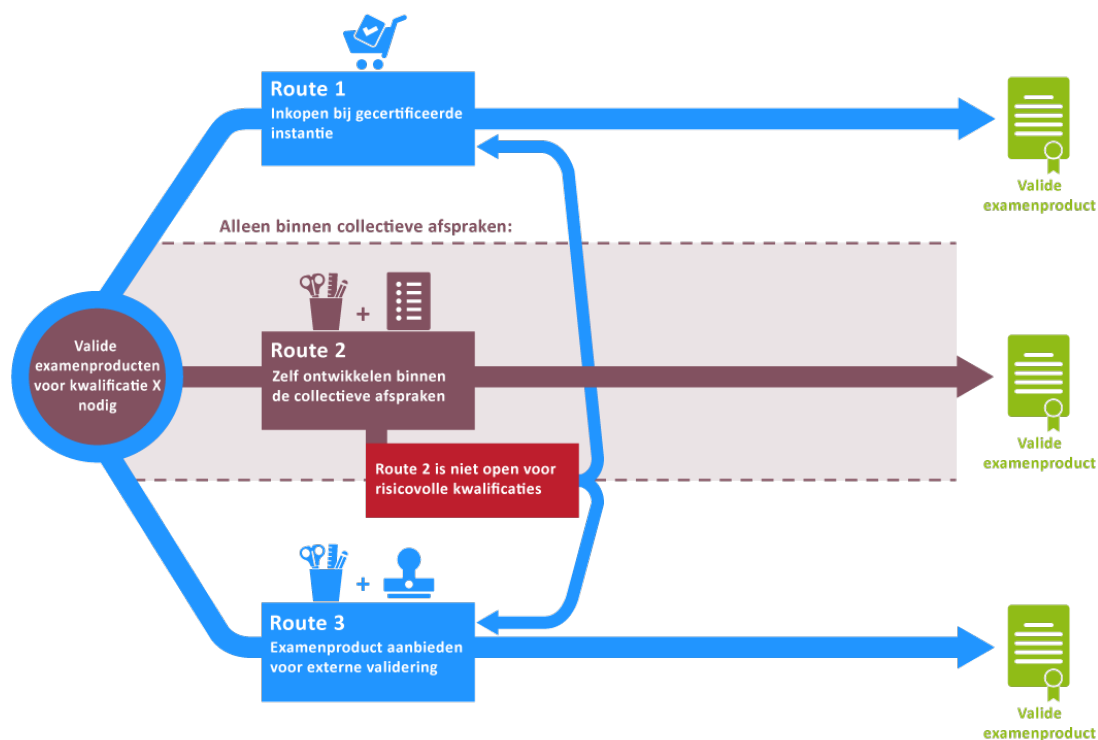 Route 1
Inkopen bij gecertificeerde
instantie
Valide
examenproduct
Alleen binnen collectieve afspraken:
+
Valide
examenproducten
voor kwalificatie X
nodig
Route 2
Zelf ontwikkelen binnen
de collectieve afspraken
Valide
examenproduct
Route 2 is niet open voor
risicovolle kwalificaties
+
Route 3
Examenproduct aanbieden
voor externe validering
Valide
examenproduct